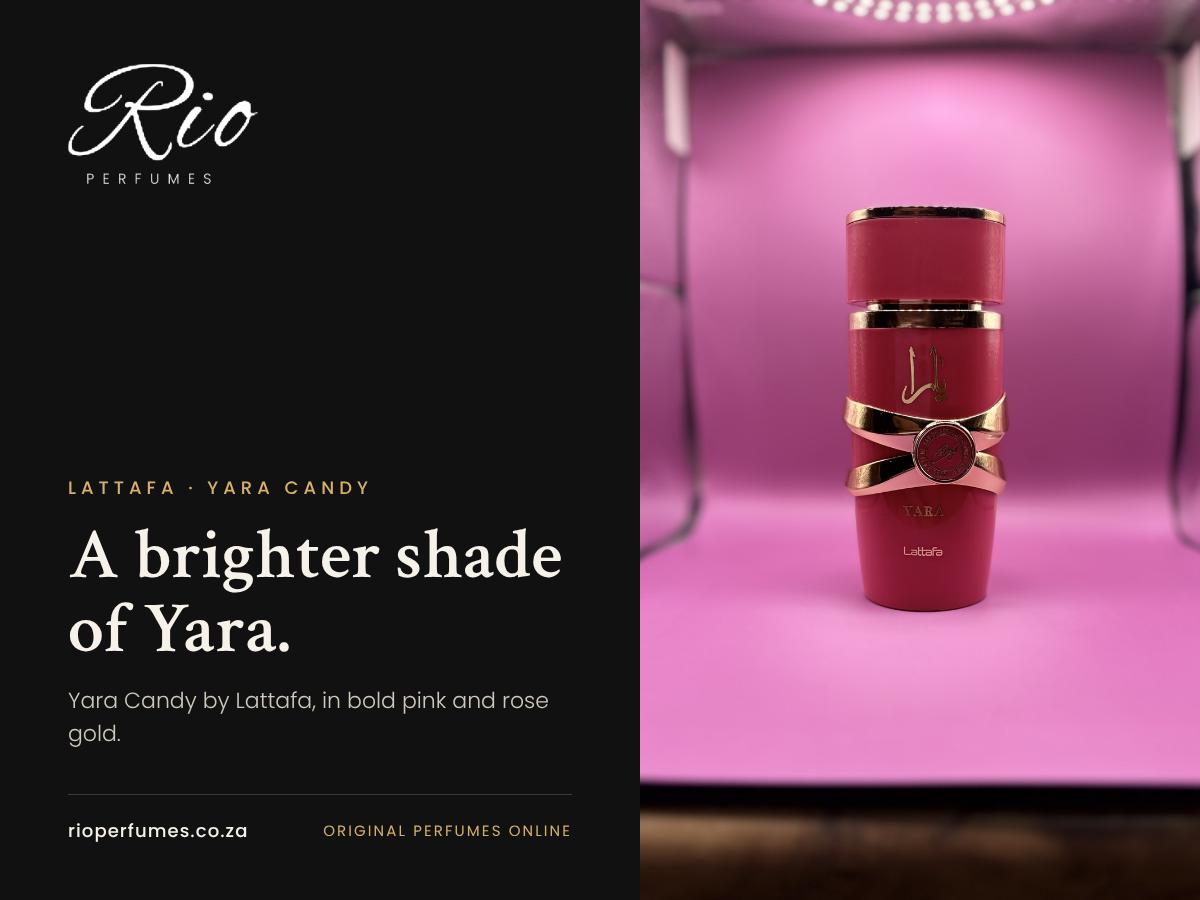 Rio
PERFUMES
LATTAFA · YARA CANDY
A brighter shade
of Yara.
Yara Candy by Lattafa, in bold pink and rose
gold.
rioperfumes.co.za
ORIGINAL PERFUMES ONLINE
يارا
YARA
Lattafa